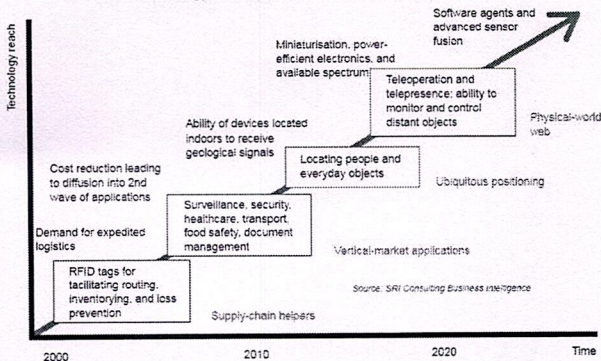 Technology reach
Software agents and
advanced sensor
fusion
Miniaturisation, power-
efficient electronics, and
available spectrum
Teleoperation and
telepresence: ability to
monitor and control
distant objects
Physical-world
web
Ability of devices located
indoors to receive
geological signals
Locating people and
everyday objects
Ubiquitous positioning
Cost reduction leading
to diffusion into 2nd
wave of applications
Surveillance, security,
healthcare, transport,
food safety, document
management
Vertical-market applications
Demand for expedited
logistics
RFID tags for
facilitating routing,
inventorying, and loss
prevention
Supply-chain helpers
Source: SRI Consulting Business Intelligence
2000
2010
2020
Time